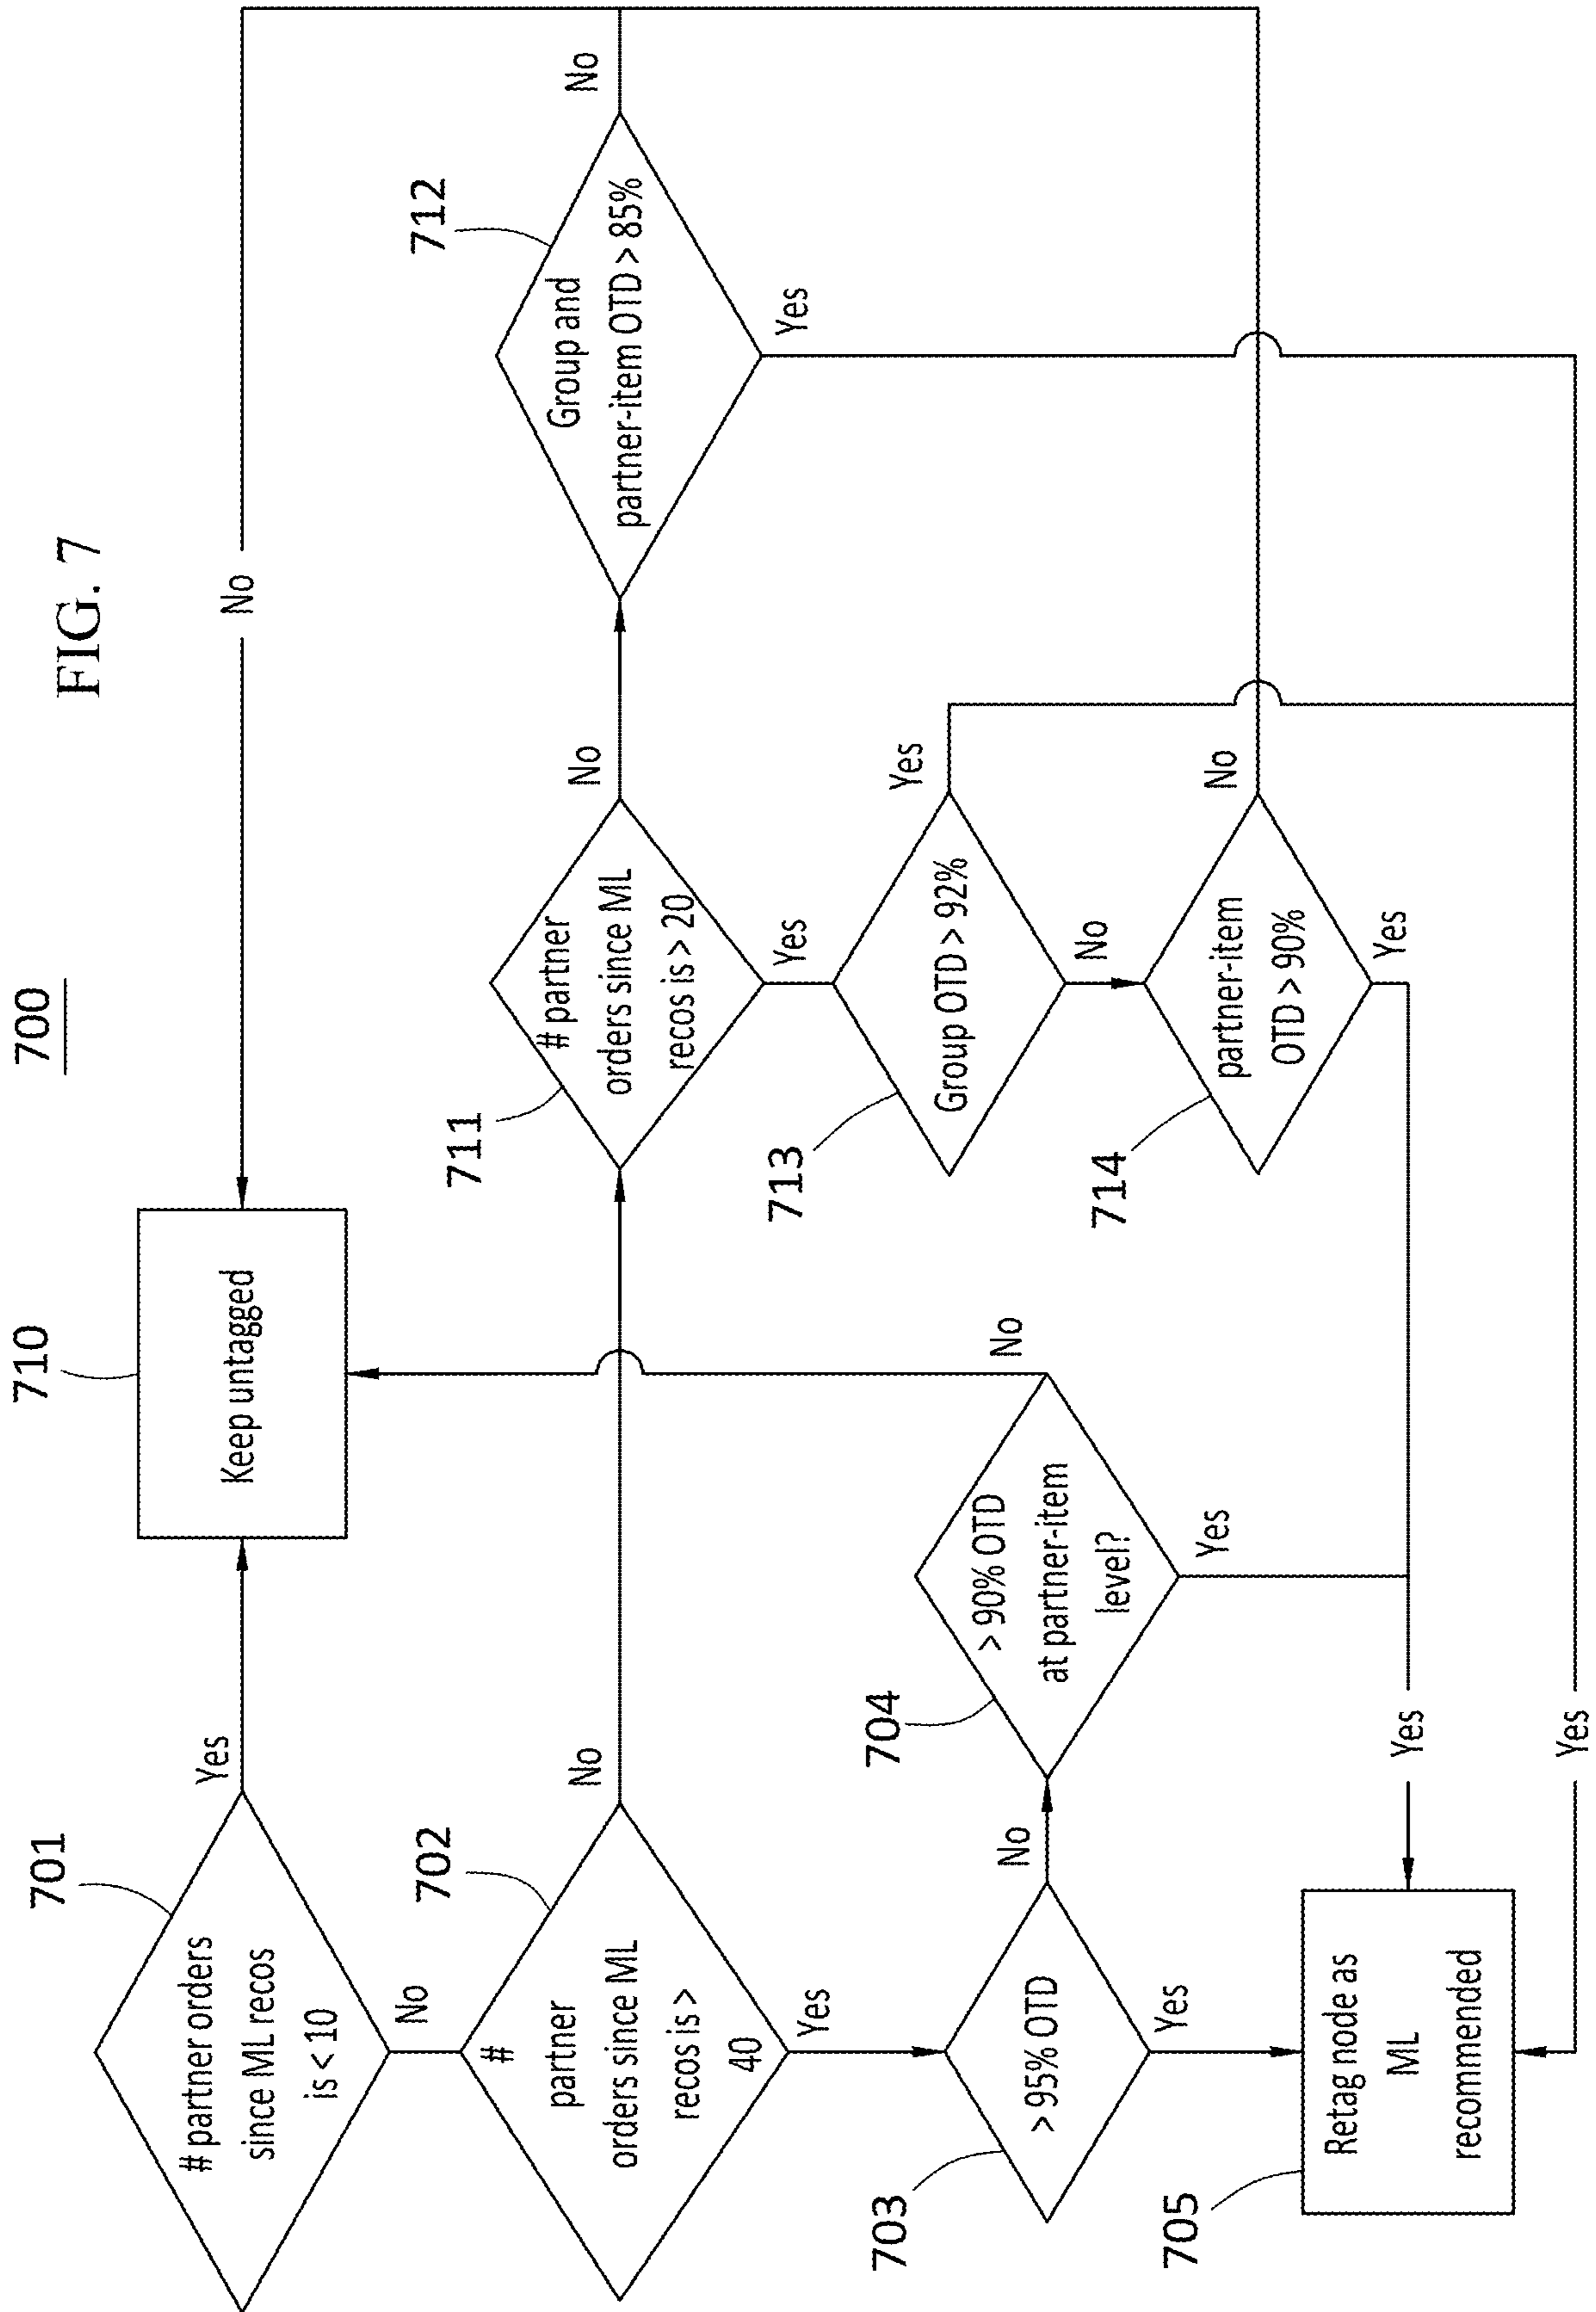 FIG. 7
700
701
# partner orders
since ML recos
is < 10
Yes
No
710
Keep untagged
No
702
#
partner
orders since ML
recos is >
40
No
Yes
711
# partner
orders since ML
recos is > 20
No
Yes
712
Group and
partner-item OTD > 85%
No
Yes
703
> 95% OTD
No
Yes
704
> 90% OTD
at partner-item
level?
No
Yes
713
Group OTD > 92%
Yes
No
714
partner-item
OTD > 90%
No
Yes
705
Retag node as
ML
recommended
Yes
Yes